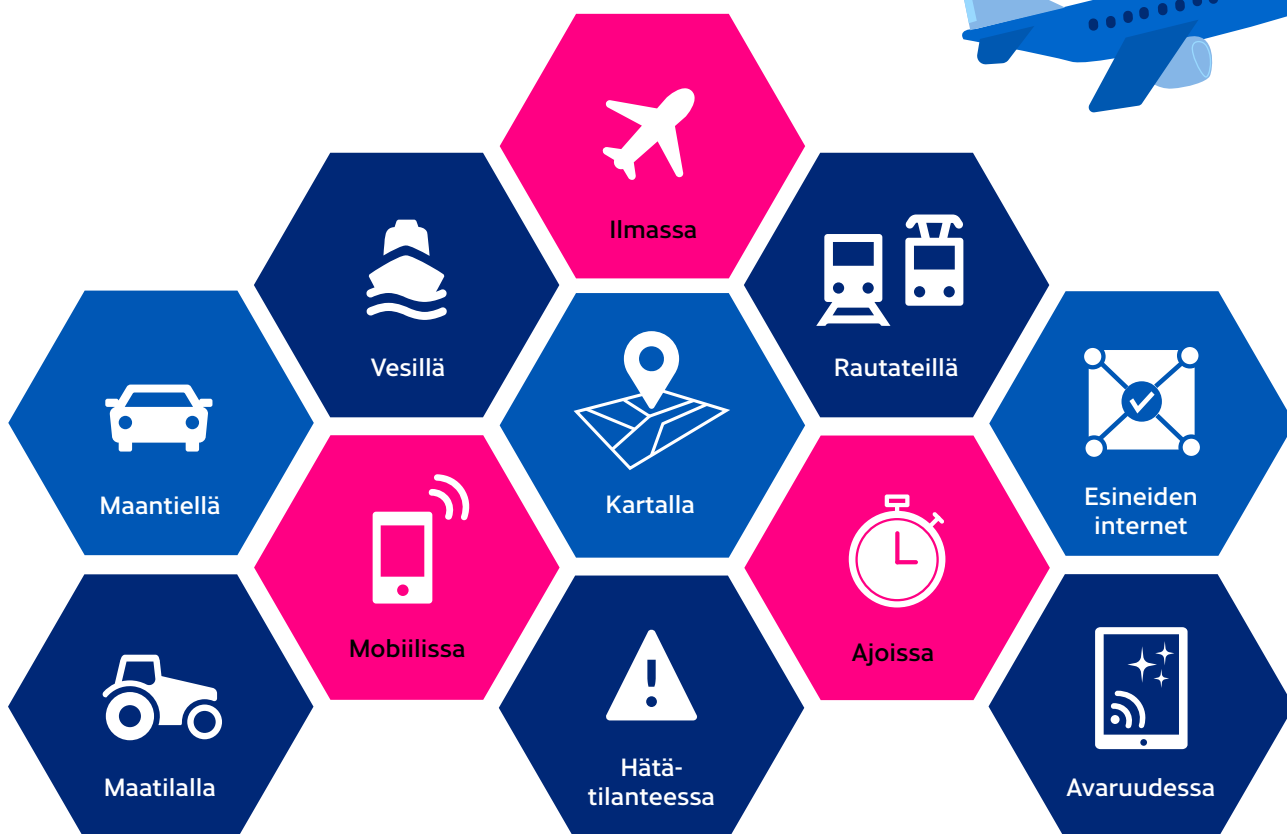 Ilmassa
Vesillä
Rautateillä
Maantiellä
Kartalla
Esineiden
internet
Mobiilissa
Ajoissa
Maatilalla
Hätä-
tilanteessa
Avaruudessa